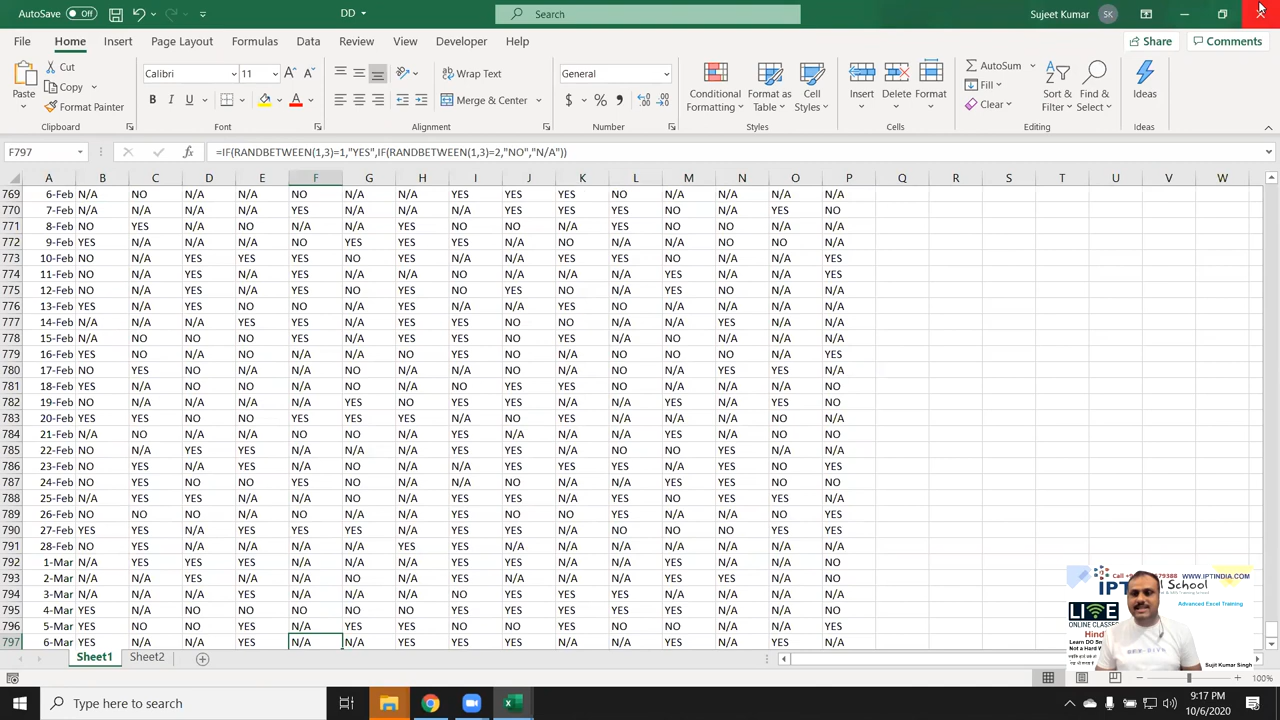 AutoSave Off DD Search Sujeet Kumar SK
File Home Insert Page Layout Formulas Data Review View Developer Help Share Comments
Paste Cut Copy Format Painter Clipboard
Calibri 11 B I U Font
Wrap Text Merge & Center Alignment
General $ % Number
Conditional Formatting Format as Table Cell Styles Styles
Insert Delete Format Cells
AutoSum Fill Clear Sort & Filter Find & Select Editing
Ideas Ideas
F797 fx =IF(RANDBETWEEN(1,3)=1,"YES",IF(RANDBETWEEN(1,3)=2,"NO","N/A"))
A B C D E F G H I J K L M N O P Q R S T U V W
769 6-Feb N/A NO N/A N/A NO N/A N/A YES YES YES NO N/A N/A N/A N/A
770 7-Feb N/A N/A N/A N/A YES N/A N/A N/A YES YES YES NO N/A YES NO
771 8-Feb NO YES N/A NO N/A N/A YES NO N/A NO YES N/A N/A N/A N/A
772 9-Feb YES N/A N/A N/A NO YES YES YES N/A NO N/A NO NO NO N/A
773 10-Feb NO N/A YES YES YES NO YES N/A NO YES YES NO N/A N/A YES
774 11-Feb NO N/A YES N/A YES N/A N/A NO N/A N/A N/A YES N/A N/A YES
775 12-Feb NO N/A YES N/A YES NO YES NO N/A YES NO YES N/A NO N/A
776 13-Feb YES N/A YES NO NO N/A YES N/A N/A YES NO N/A N/A N/A N/A
777 14-Feb N/A N/A N/A YES YES N/A YES YES NO NO N/A N/A YES N/A N/A
778 15-Feb N/A NO NO NO YES N/A YES YES NO YES N/A N/A N/A N/A N/A
779 16-Feb YES NO N/A N/A N/A N/A NO YES NO N/A NO NO N/A N/A YES
780 17-Feb NO YES NO N/A NO N/A N/A N/A NO N/A NO N/A YES YES N/A
781 18-Feb YES N/A N/A N/A N/A N/A N/A NO YES YES NO N/A N/A N/A NO
782 19-Feb NO NO N/A N/A N/A YES NO YES N/A N/A N/A YES N/A YES NO
783 20-Feb YES YES NO NO YES YES YES N/A NO YES N/A N/A N/A N/A N/A
784 21-Feb N/A NO N/A N/A NO NO N/A YES N/A N/A N/A YES N/A NO NO
785 22-Feb NO N/A YES YES N/A N/A N/A YES YES YES N/A NO YES N/A N/A
786 23-Feb NO YES N/A YES NO YES N/A N/A YES YES YES N/A YES NO YES
787 24-Feb NO YES NO N/A YES NO N/A N/A YES N/A NO YES YES NO N/A
788 25-Feb N/A YES YES N/A N/A NO N/A YES YES N/A YES NO YES NO YES
789 26-Feb NO NO NO N/A NO N/A N/A YES NO NO YES N/A N/A NO YES
790 27-Feb YES YES N/A YES YES YES N/A YES YES N/A NO NO NO YES YES
791 28-Feb NO YES N/A N/A N/A N/A YES YES N/A N/A N/A N/A N/A N/A N/A
792 1-Mar N/A YES YES YES N/A N/A N/A YES N/A N/A N/A YES N/A N/A NO
793 2-Mar N/A N/A YES N/A N/A NO N/A YES N/A N/A NO YES YES N/A NO
794 3-Mar N/A YES N/A N/A N/A N/A N/A NO YES YES YES N/A N/A N/A N/A
795 4-Mar YES N/A NO NO NO NO NO YES N/A YES N/A N/A N/A N/A NO
796 5-Mar YES NO NO YES N/A YES YES NO N/A YES YES N/A N/A N/A YES
797 6-Mar YES N/A N/A YES N/A N/A YES YES YES N/A N/A YES N/A YES N/A
WWW.IPTINDIA.COM
School
LIVE Advanced Excel Training
ONLINE CLASSES
Hind
Learn DO Sm
Not a Hard W
Sujit Kumar Singh
Sheet1 Sheet2
100%
Type here to search
9:17 PM
10/6/2020